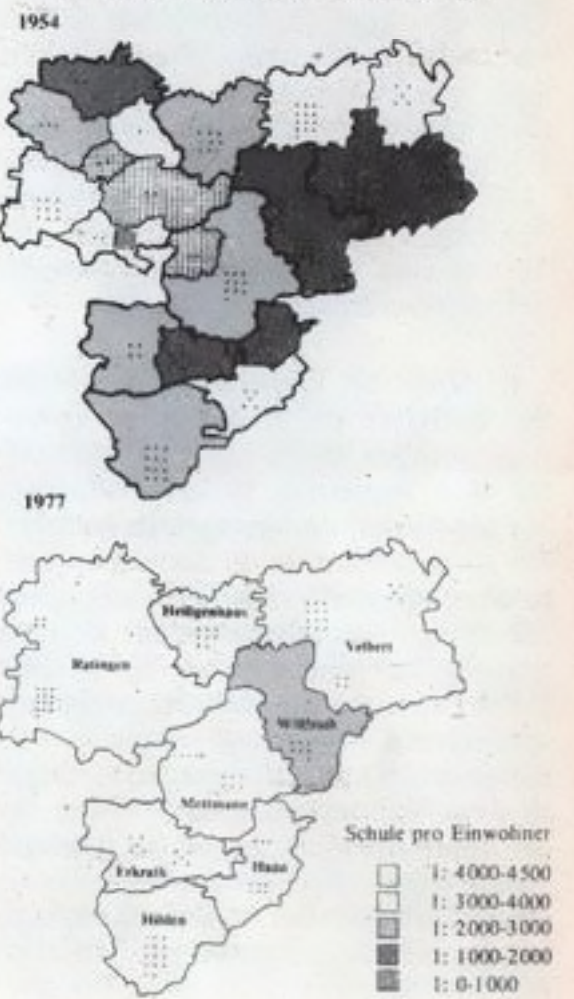 1954
1977
Heiligenhaus
Velbert
Ratingen
Wülfrath
Mettmann
Erkrath
Haan
Hilden
Schule pro Einwohner
1: 4000-4500
1: 3000-4000
1: 2000-3000
1: 1000-2000
1: 0-1000